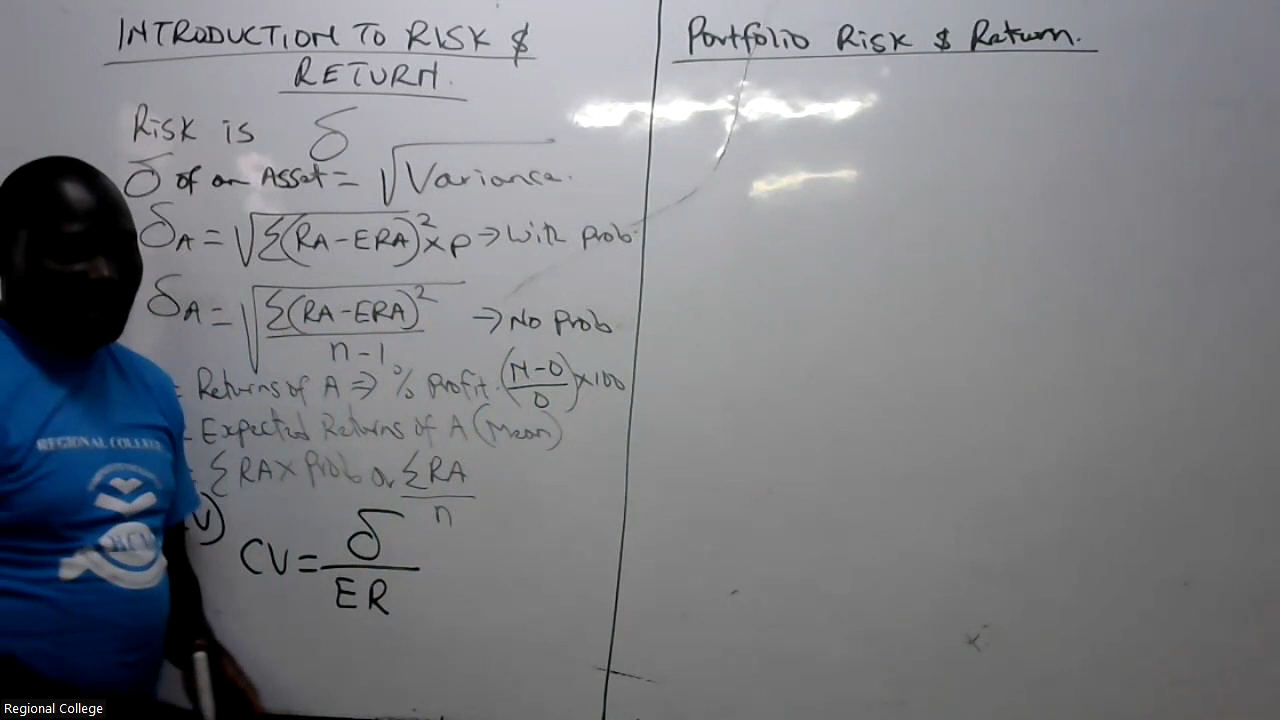 INTRODUCTION TO RISK &
RETURN.
Risk is δ
δ of an Asset = √Variance.
δA = √Σ(RA-ERA)²×P → With prob.
δA = √Σ(RA-ERA)²/n-1 → No prob
= Returns of A ⇒ % Profit. (N-O/O)×100
= Expected Returns of A (Mean)
= ΣRA× Prob or ΣRA/n
V)
CV = δ/ER
Portfolio Risk & Return.
REGIONAL COLLEGE
Regional College